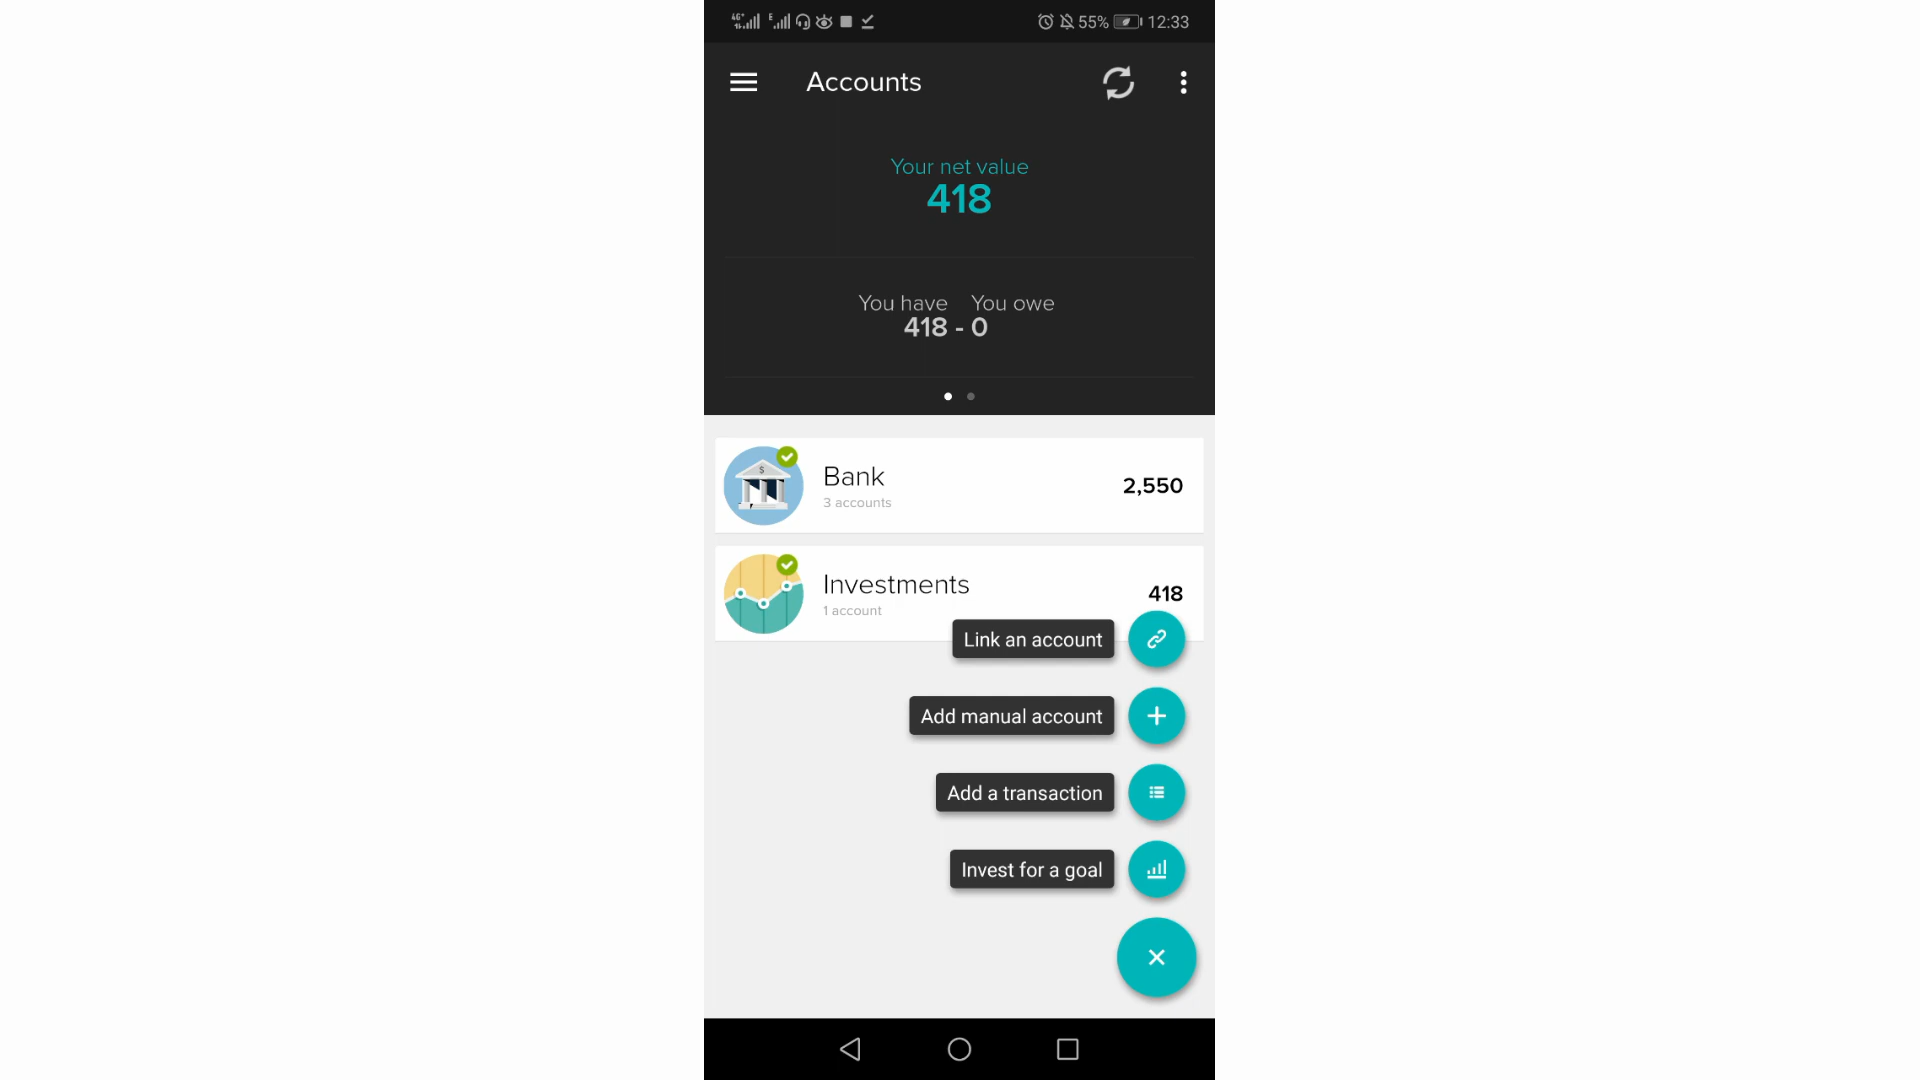 4G+ E 55% 12:33
Accounts
Your net value
418
You have You owe
418 - 0
$
Bank
3 accounts
2,550
Investments
1 account
418
Link an account
Add manual account
Add a transaction
Invest for a goal